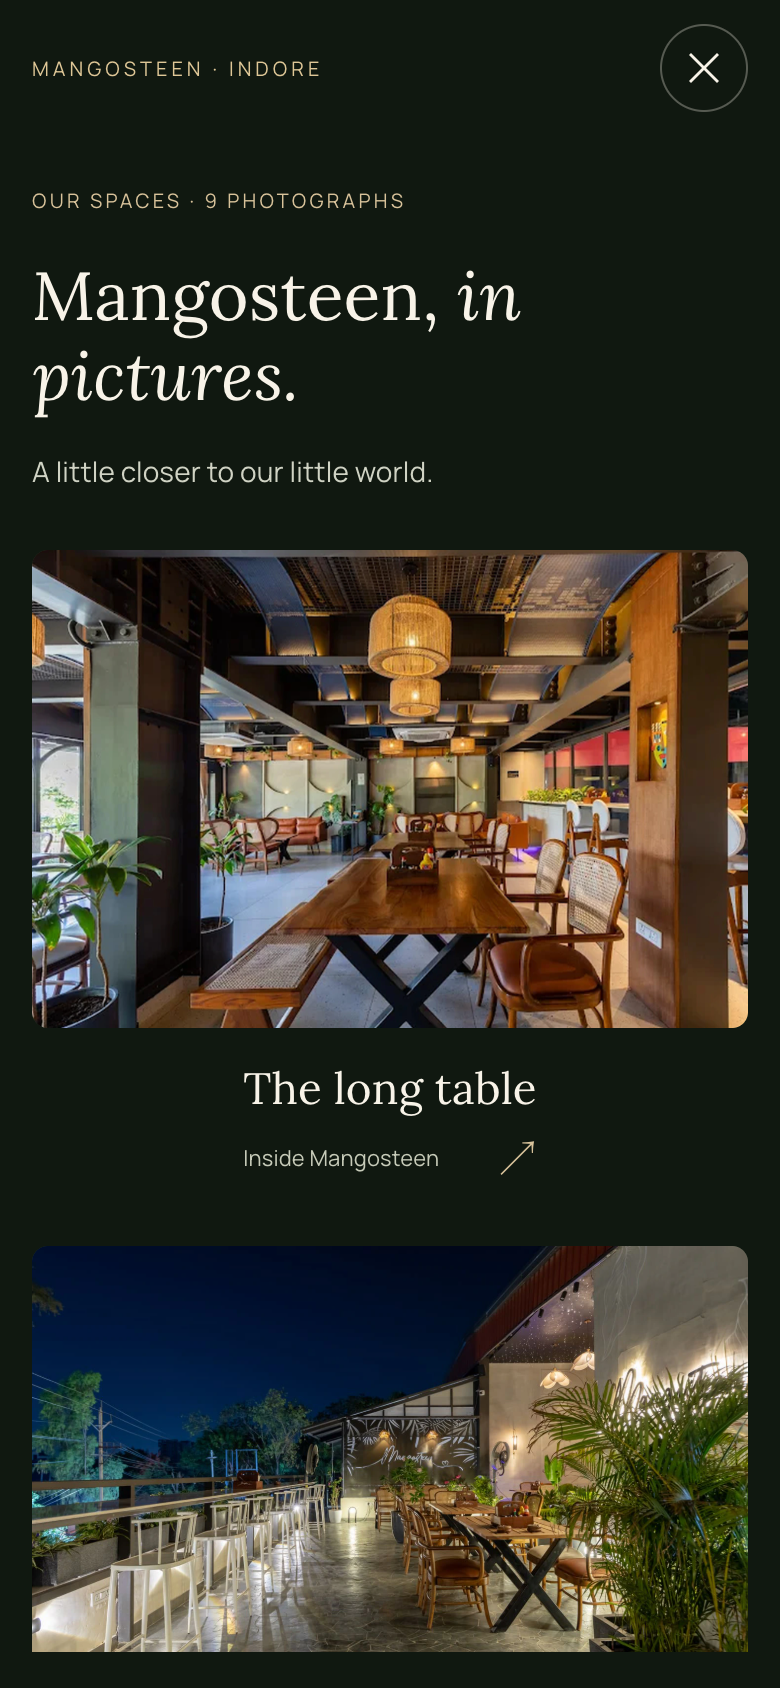 MANGOSTEEN · INDORE
OUR SPACES · 9 PHOTOGRAPHS
Mangosteen, in
pictures.
A little closer to our little world.
The long table
Inside Mangosteen
Mangosteen